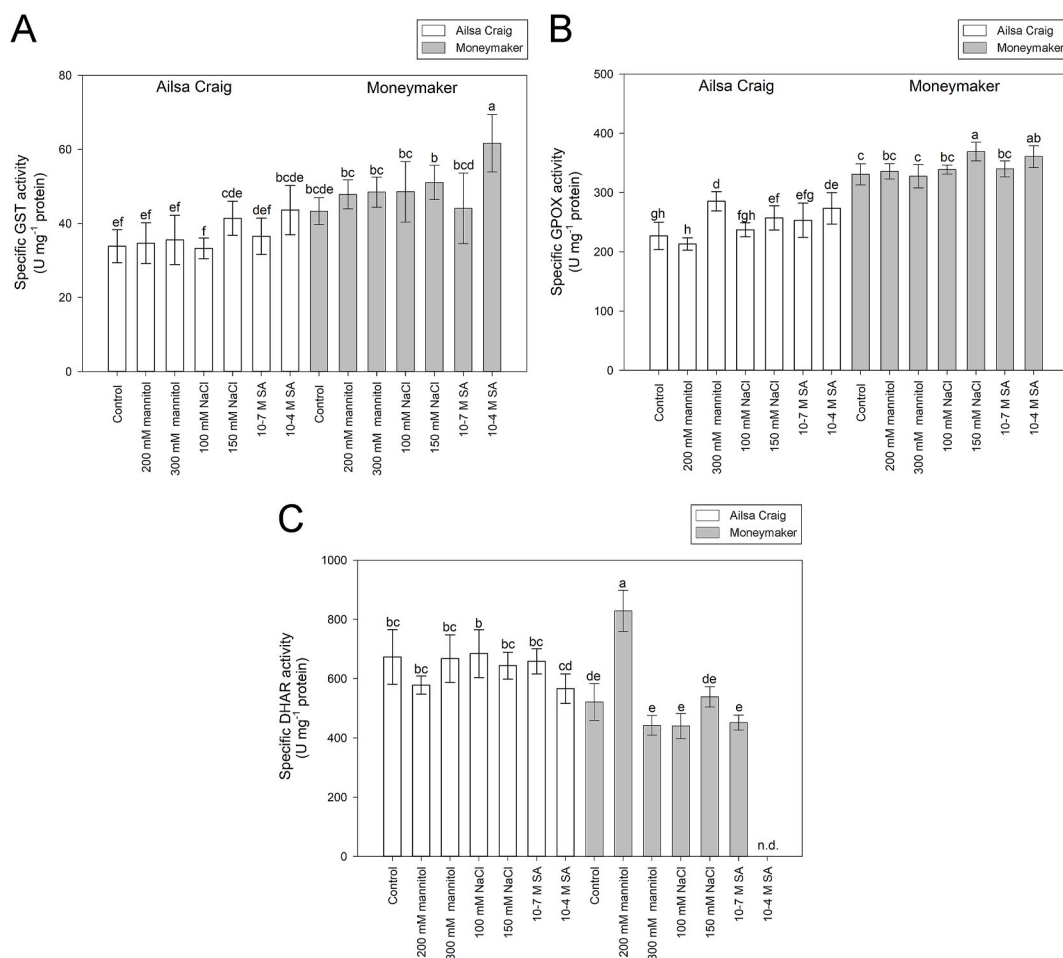 A
Ailsa Craig
Moneymaker
Specific GST activity
(U mg⁻¹ protein)
80
60
40
20
0
Ailsa Craig
Moneymaker
ef
ef
ef
f
cde
def
bcde
bcde
bc
bc
bc
b
bcd
a
Control
200 mM mannitol
300 mM mannitol
100 mM NaCl
150 mM NaCl
10-7 M SA
10-4 M SA
Control
200 mM mannitol
300 mM mannitol
100 mM NaCl
150 mM NaCl
10-7 M SA
10-4 M SA
B
Ailsa Craig
Moneymaker
Specific GPOX activity
(U mg⁻¹ protein)
500
400
300
200
100
0
Ailsa Craig
Moneymaker
gh
h
d
fgh
ef
efg
de
c
bc
c
bc
a
bc
ab
Control
200 mM mannitol
300 mM mannitol
100 mM NaCl
150 mM NaCl
10-7 M SA
10-4 M SA
Control
200 mM mannitol
300 mM mannitol
100 mM NaCl
150 mM NaCl
10-7 M SA
10-4 M SA
C
Ailsa Craig
Moneymaker
Specific DHAR activity
(U mg⁻¹ protein)
1000
800
600
400
200
0
bc
bc
bc
b
bc
bc
cd
de
a
e
e
de
e
n.d.
Control
200 mM mannitol
300 mM mannitol
100 mM NaCl
150 mM NaCl
10-7 M SA
10-4 M SA
Control
200 mM mannitol
300 mM mannitol
100 mM NaCl
150 mM NaCl
10-7 M SA
10-4 M SA